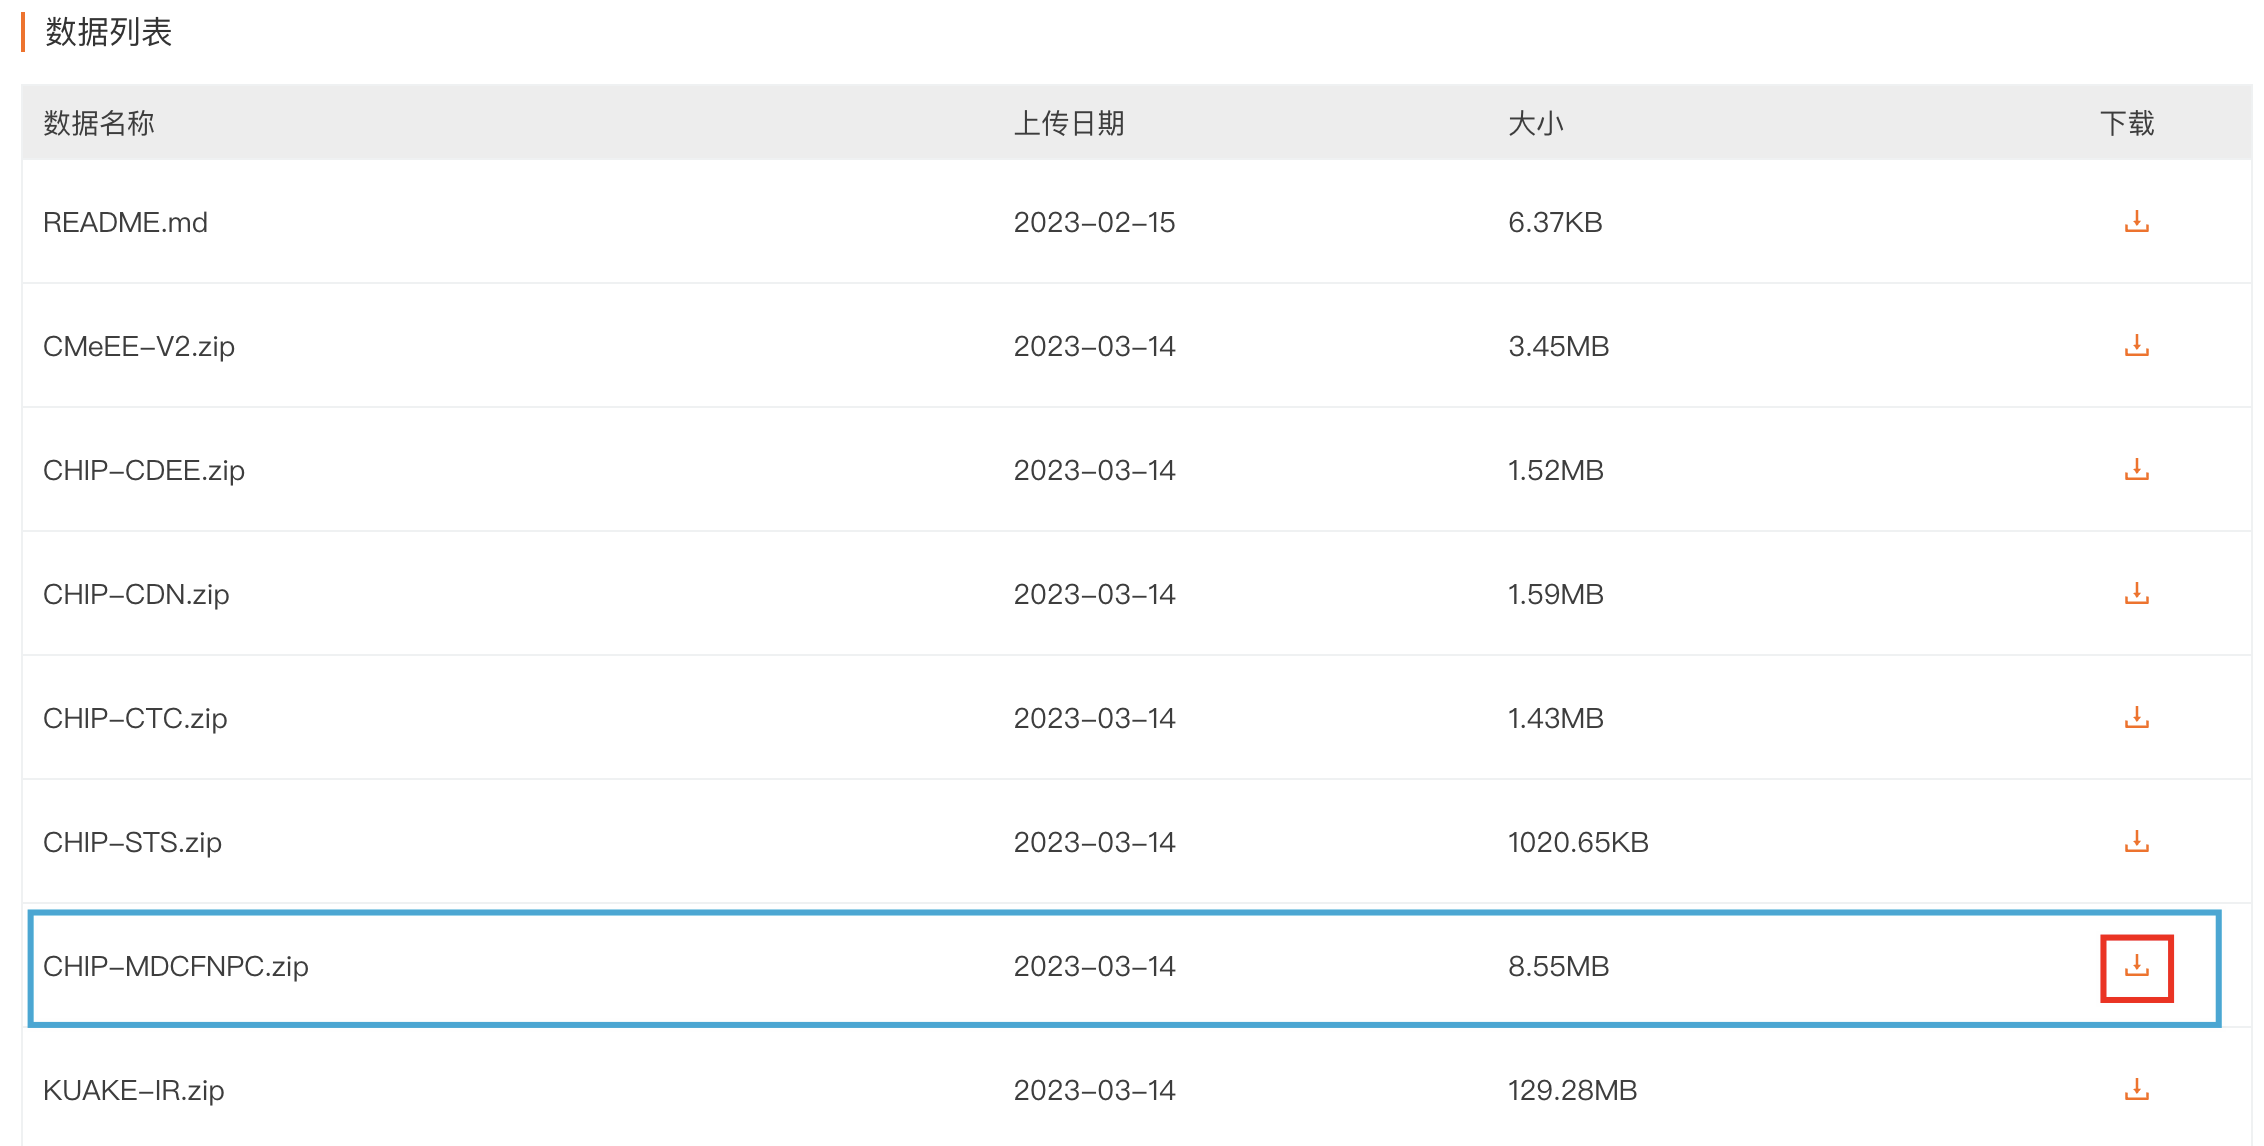 数据列表
数据名称 上传日期 大小 下载
README.md 2023-02-15 6.37KB
CMeEE-V2.zip 2023-03-14 3.45MB
CHIP-CDEE.zip 2023-03-14 1.52MB
CHIP-CDN.zip 2023-03-14 1.59MB
CHIP-CTC.zip 2023-03-14 1.43MB
CHIP-STS.zip 2023-03-14 1020.65KB
CHIP-MDCFNPC.zip 2023-03-14 8.55MB
KUAKE-IR.zip 2023-03-14 129.28MB